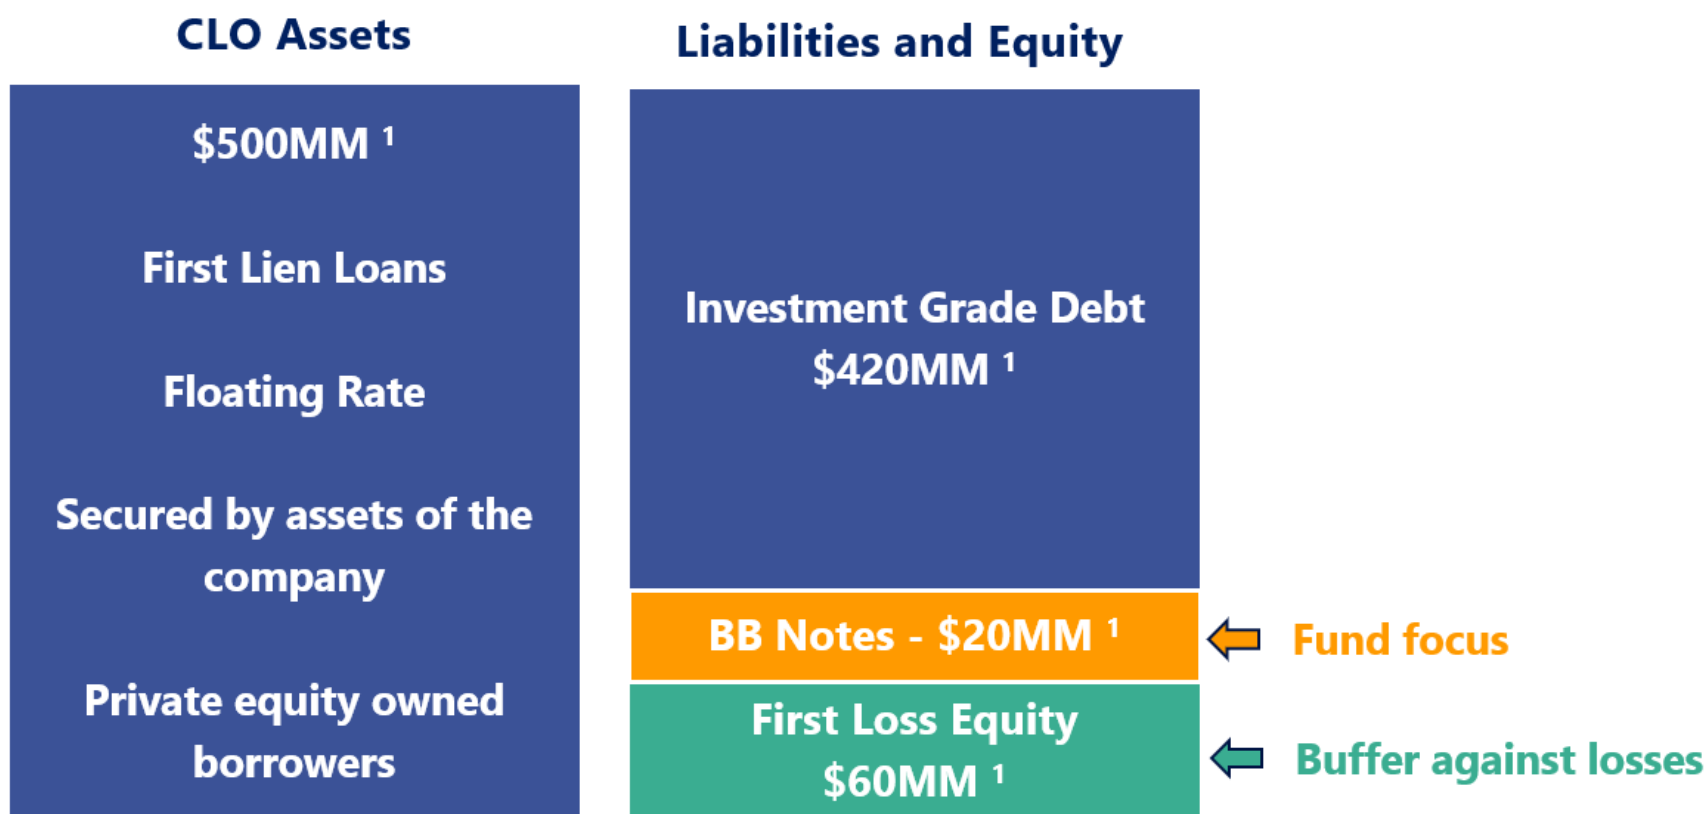 CLO Assets
$500MM ¹
First Lien Loans
Floating Rate
Secured by assets of the
company
Private equity owned
borrowers
Liabilities and Equity
Investment Grade Debt
$420MM ¹
BB Notes - $20MM ¹
Fund focus
First Loss Equity
$60MM ¹
Buffer against losses